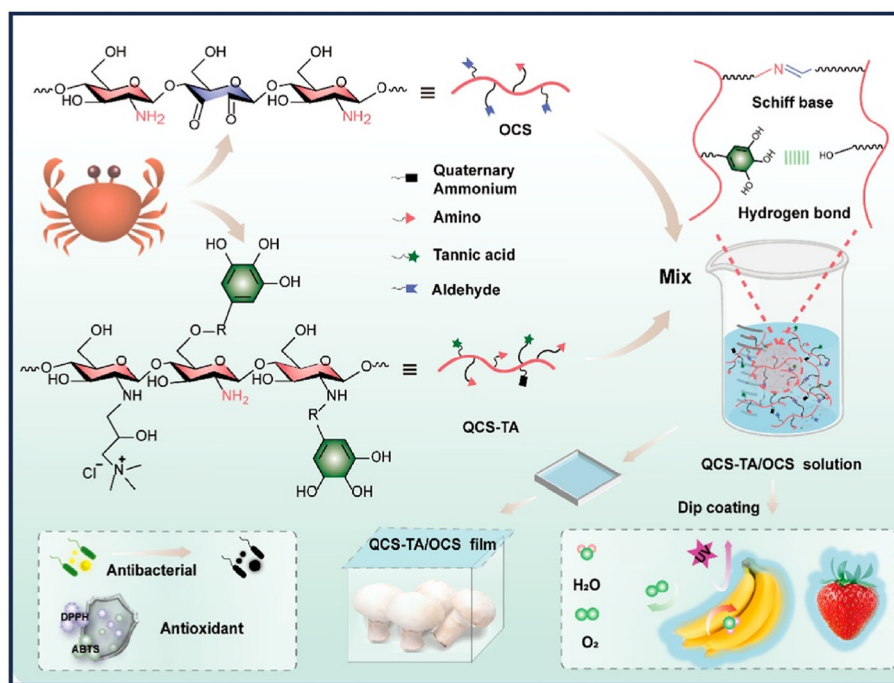 OH
OH
OH
HO
NH2
O
O
NH2
≡
OCS
N
Schiff base
OH
OH
HO
HO
Hydrogen bond
Quaternary
Ammonium
Amino
Tannic acid
Aldehyde
Mix
HO
OH
OH
R
OH
O
OH
HO
NH
HO
NH2
HO
NH
R
≡
QCS-TA
OH
Cl−
N+
OH
HO
OH
QCS-TA/OCS solution
Dip coating
QCS-TA/OCS film
Antibacterial
DPPH
ABTS
Antioxidant
H₂O
O₂
UV